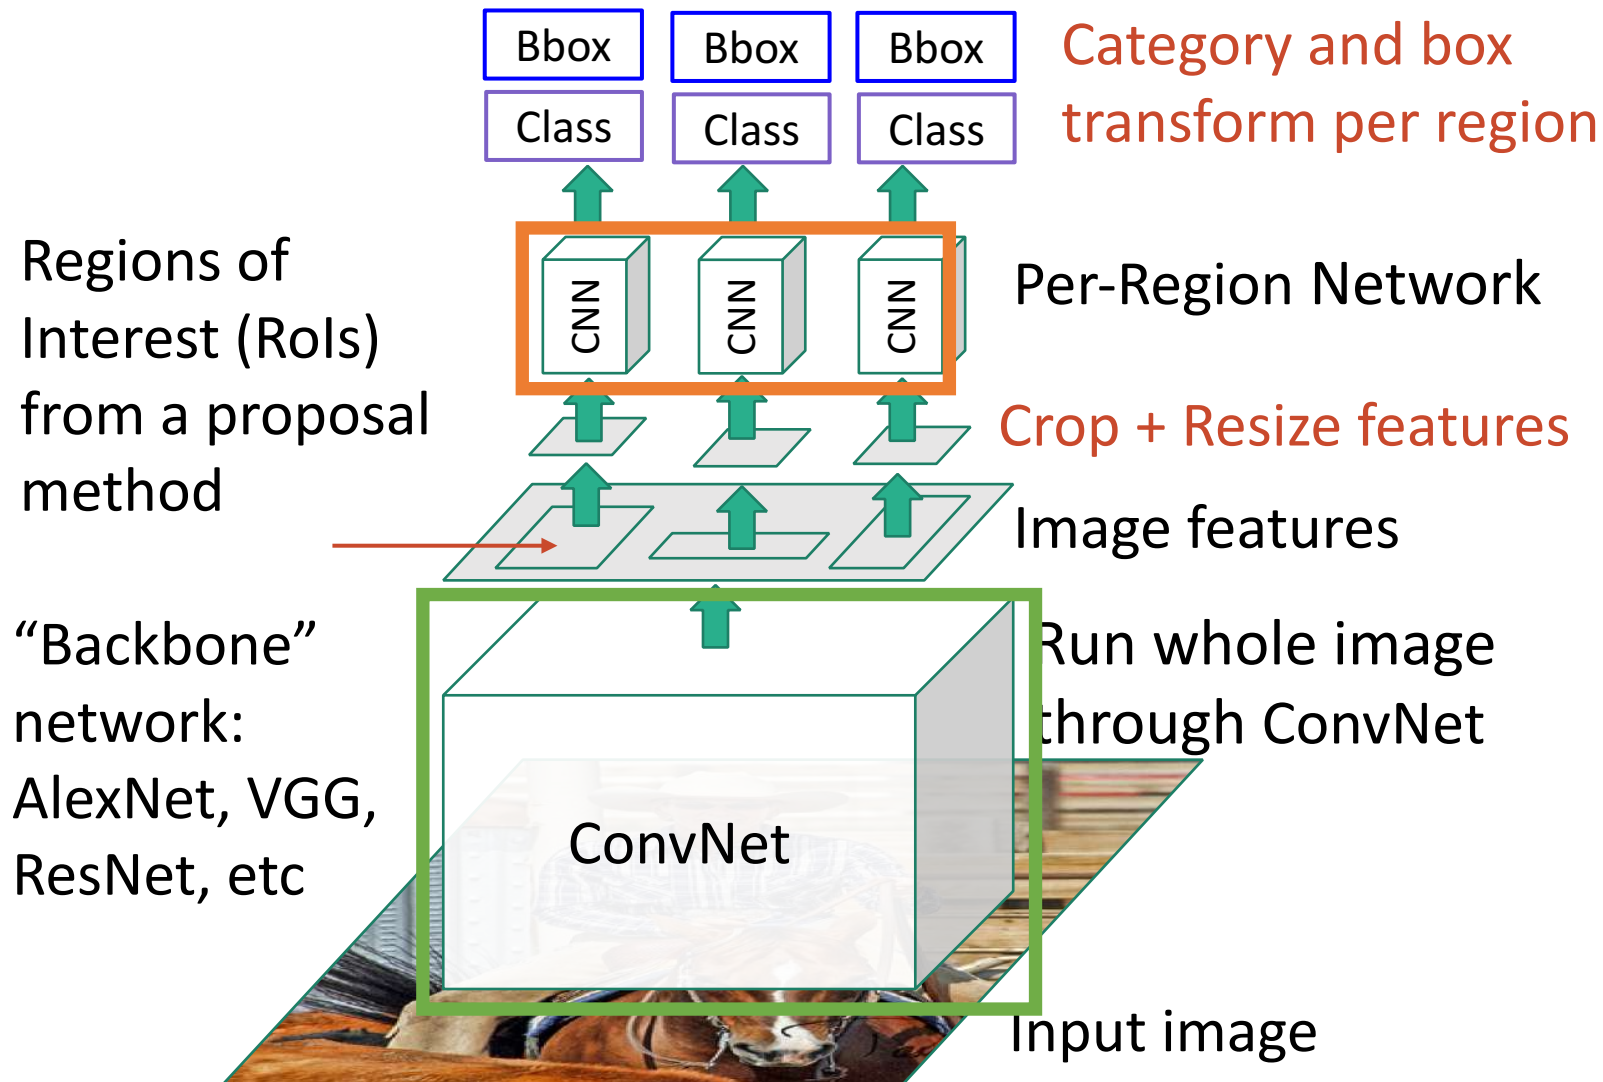 Bbox
Bbox
Bbox
Category and box
transform per region
Class
Class
Class
Regions of
Interest (RoIs)
from a proposal
method
CNN
CNN
CNN
Per-Region Network
Crop + Resize features
Image features
“Backbone”
network:
AlexNet, VGG,
ResNet, etc
Run whole image
through ConvNet
ConvNet
Input image